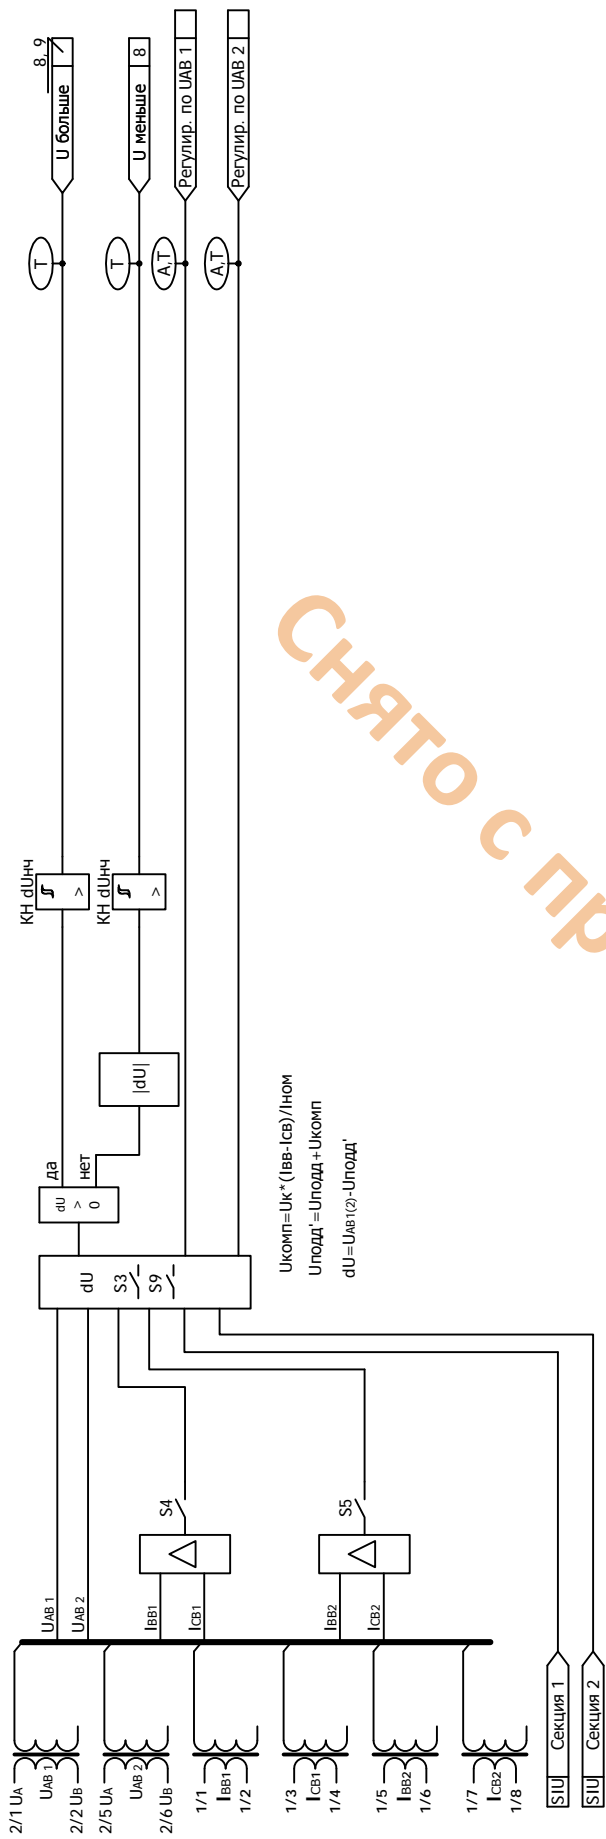 8, 9
U больше
U меньше
8
Регулир. по UAB 1
Регулир. по UAB 2
T
T
A,T
A,T
КН dUнч
>
КН dUнч
>
|dU|
да
нет
dU
>
0
dU
S3
S9
Uкомп=Uк*(Iвв-Iсв)/Iном
Uподд'=Uподд+Uкомп
dU=UAB1(2)-Uподд'
S4
S5
UAB 1
UAB 2
IВВ1
IСВ1
IВВ2
IСВ2
2/1 UA
UAB 1
2/2 UB
2/5 UA
UAB 2
2/6 UB
1/1
IВВ1
1/2
1/3
IСВ1
1/4
1/5
IВВ2
1/6
1/7
IСВ2
1/8
SIU Секция 1
SIU Секция 2
Снято с пр